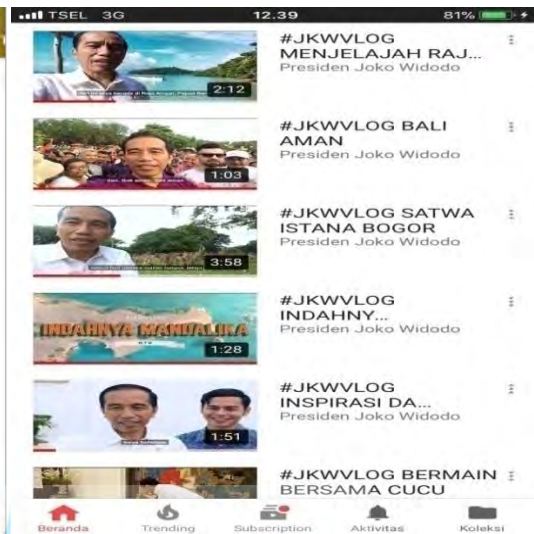 TSEL 3G 12.39 81%
#JKWVLOG
MENJELAJAH RAJ...
Presiden Joko Widodo
2:12
#JKWVLOG BALI
AMAN
Presiden Joko Widodo
1:03
#JKWVLOG SATWA
ISTANA BOGOR
Presiden Joko Widodo
3:58
#JKWVLOG
INDAHNY...
Presiden Joko Widodo
INDAHNYA MANDALIKA
1:28
#JKWVLOG
INSPIRASI DA...
Presiden Joko Widodo
1:51
#JKWVLOG BERMAIN
BERSAMA CUCU
Beranda Trending Subscription Aktivitas Koleksi